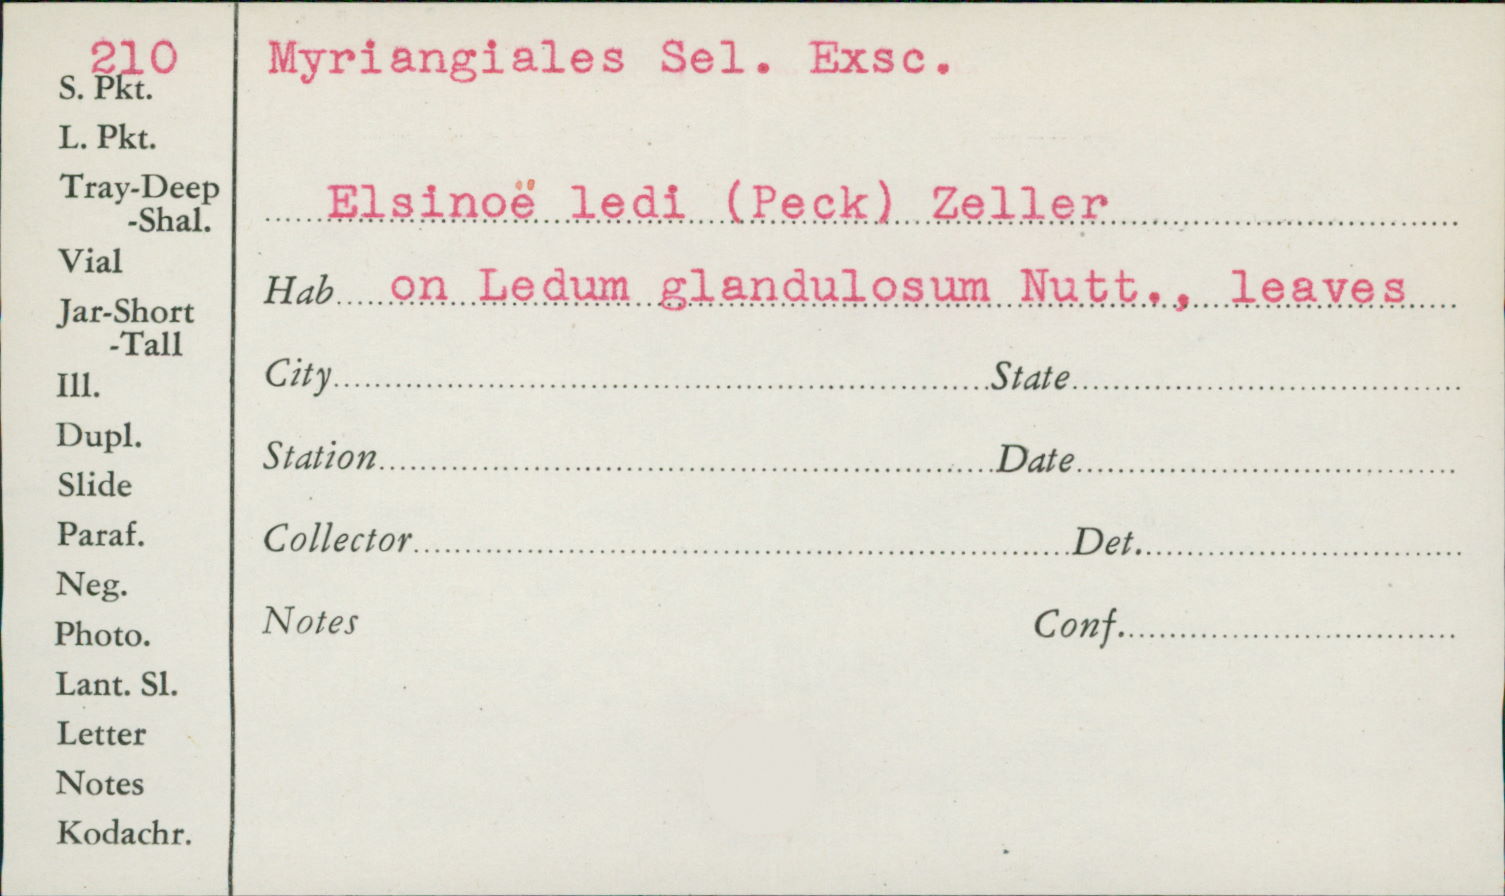 210
S. Pkt.
L. Pkt.
Tray-Deep
-Shal.
Vial
Jar-Short
-Tall
Ill.
Dupl.
Slide
Paraf.
Neg.
Photo.
Lant. Sl.
Letter
Notes
Kodachr.
Myriangiales Sel. Exsc.
Elsinoë ledi (Peck) Zeller
Hab on Ledum glandulosum Nutt., leaves
City State
Station Date
Collector Det.
Notes Conf.